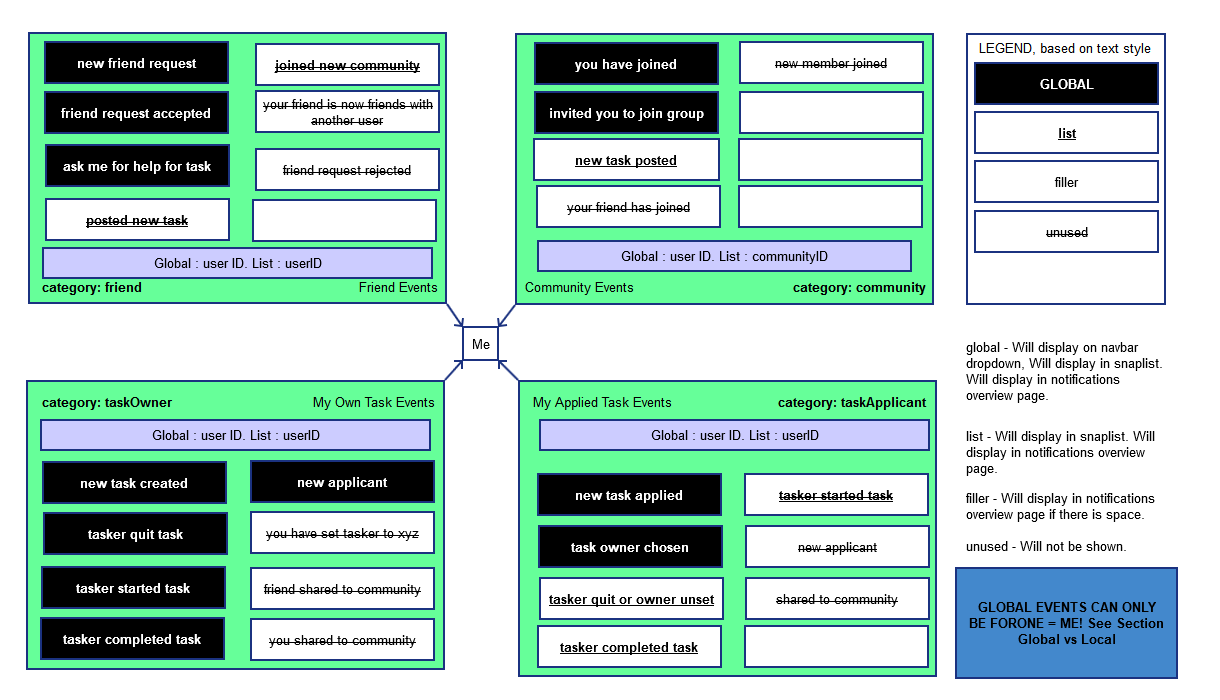 new friend request
joined new community
friend request accepted
your friend is now friends with
another user
ask me for help for task
friend request rejected
posted new task
Global : user ID. List : userID
category: friend
Friend Events
you have joined
new member joined
invited you to join group
new task posted
your friend has joined
Global : user ID. List : communityID
Community Events
category: community
LEGEND, based on text style
GLOBAL
list
filler
unused
Me
global - Will display on navbar
dropdown, Will display in snaplist.
Will display in notifications
overview page.
list - Will display in snaplist. Will
display in notifications overview
page.
filler - Will display in notifications
overview page if there is space.
unused - Will not be shown.
category: taskOwner
My Own Task Events
Global : user ID. List : userID
new task created
new applicant
tasker quit task
you have set tasker to xyz
tasker started task
friend shared to community
tasker completed task
you shared to community
My Applied Task Events
category: taskApplicant
Global : user ID. List : userID
new task applied
tasker started task
task owner chosen
new applicant
tasker quit or owner unset
shared to community
tasker completed task
GLOBAL EVENTS CAN ONLY
BE FORONE = ME! See Section
Global vs Local